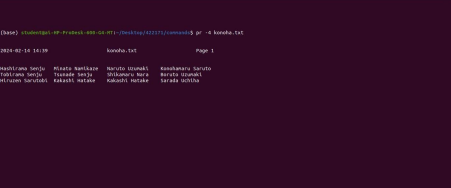 (base) student@ai-HP-ProDesk-400-G4-MT:~/Desktop/422171/commands$ pr -4 konoha.txt
2024-02-14 14:39 konoha.txt Page 1
Hashirama Senju Minato Namikaze Naruto Uzumaki Konohamaru Saruto
Tobirama Senju Tsunade Senju Shikamaru Nara Boruto Uzumaki
Hiruzen Sarutobi Kakashi Hatake Kakashi Hatake Sarada Uchiha